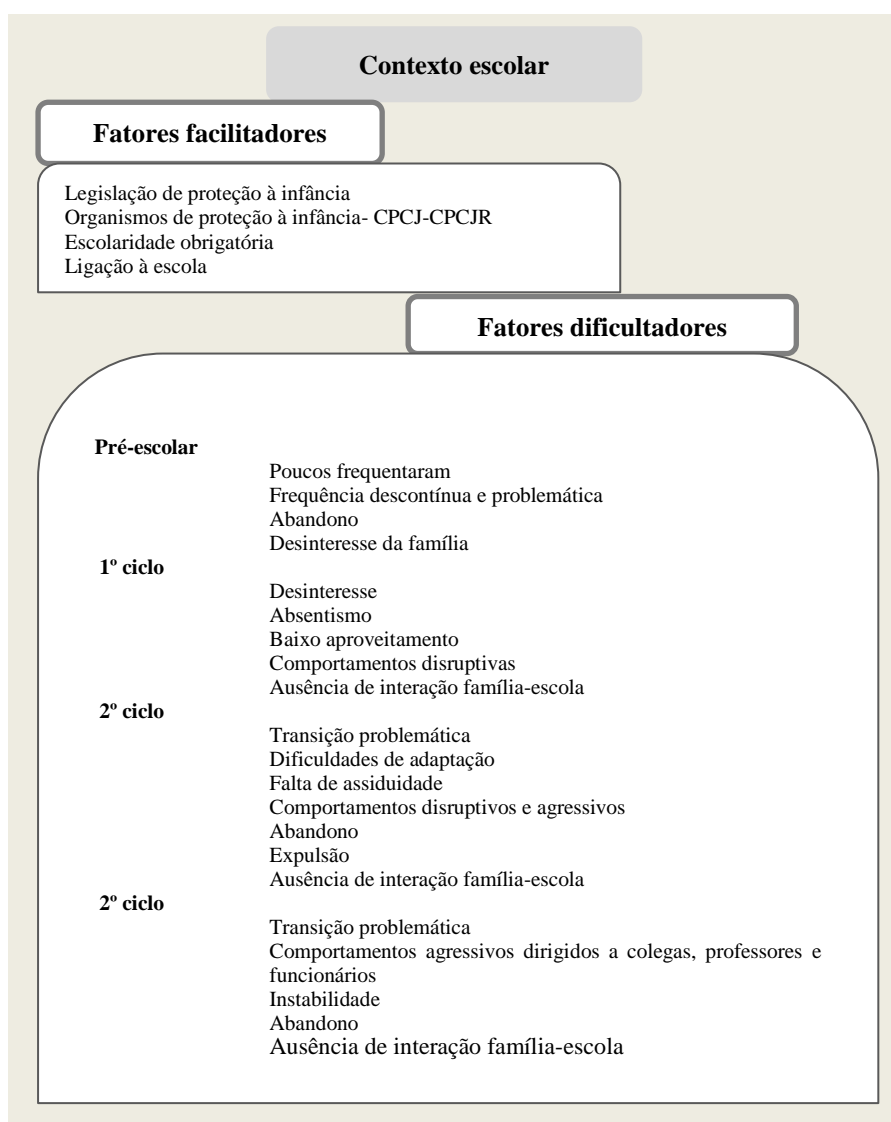 Contexto escolar
Fatores facilitadores
Legislação de proteção à infância
Organismos de proteção à infância- CPCJ-CPCJR
Escolaridade obrigatória
Ligação à escola
Fatores dificultadores
Pré-escolar
Poucos frequentaram
Frequência descontínua e problemática
Abandono
Desinteresse da família
1º ciclo
Desinteresse
Absentismo
Baixo aproveitamento
Comportamentos disruptivas
Ausência de interação família-escola
2º ciclo
Transição problemática
Dificuldades de adaptação
Falta de assiduidade
Comportamentos disruptivos e agressivos
Abandono
Expulsão
Ausência de interação família-escola
2º ciclo
Transição problemática
Comportamentos agressivos dirigidos a colegas, professores e
funcionários
Instabilidade
Abandono
Ausência de interação família-escola